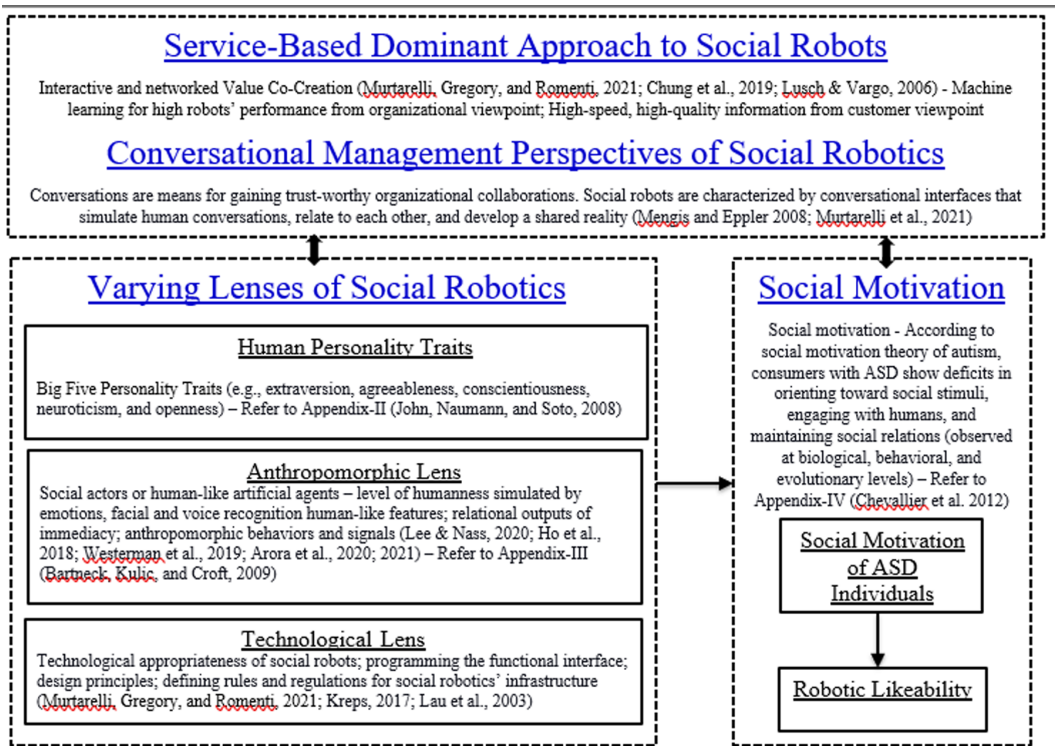 Service-Based Dominant Approach to Social Robots
Interactive and networked Value Co-Creation (Murtarelli, Gregory, and Romenti, 2021; Chung et al., 2019; Lusch & Vargo, 2006) - Machine
learning for high robots’ performance from organizational viewpoint; High-speed, high-quality information from customer viewpoint
Conversational Management Perspectives of Social Robotics
Conversations are means for gaining trust-worthy organizational collaborations. Social robots are characterized by conversational interfaces that
simulate human conversations, relate to each other, and develop a shared reality (Mengis and Eppler 2008; Murtarelli et al., 2021)
Varying Lenses of Social Robotics
Human Personality Traits
Big Five Personality Traits (e.g., extraversion, agreeableness, conscientiousness,
neuroticism, and openness) – Refer to Appendix-II (John, Naumann, and Soto, 2008)
Anthropomorphic Lens
Social actors or human-like artificial agents – level of humanness simulated by
emotions, facial and voice recognition human-like features; relational outputs of
immediacy; anthropomorphic behaviors and signals (Lee & Nass, 2020; Ho et al.,
2018; Westerman et al., 2019; Arora et al., 2020; 2021) – Refer to Appendix-III
(Bartneck, Kulic, and Croft, 2009)
Technological Lens
Technological appropriateness of social robots; programming the functional interface;
design principles; defining rules and regulations for social robotics’ infrastructure
(Murtarelli, Gregory, and Romenti, 2021; Kreps, 2017; Lau et al., 2003)
Social Motivation
Social motivation - According to
social motivation theory of autism,
consumers with ASD show deficits in
orienting toward social stimuli,
engaging with humans, and
maintaining social relations (observed
at biological, behavioral, and
evolutionary levels) – Refer to
Appendix-IV (Chevallier et al. 2012)
Social Motivation
of ASD
Individuals
Robotic Likeability